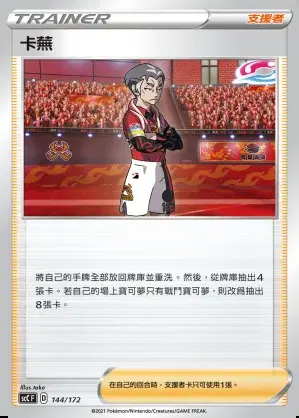 TRAINER
支援者
卡蕪
將自己的手牌全部放回牌庫並重洗。然後，從牌庫抽出4
張卡。若自己的場上寶可夢只有戰鬥寶可夢，則改為抽出
8張卡。
Illus.take
SCC F D 144/172
在自己的回合時，支援者卡只可使用1張。
©2021 Pokémon/Nintendo/Creatures/GAME FREAK.